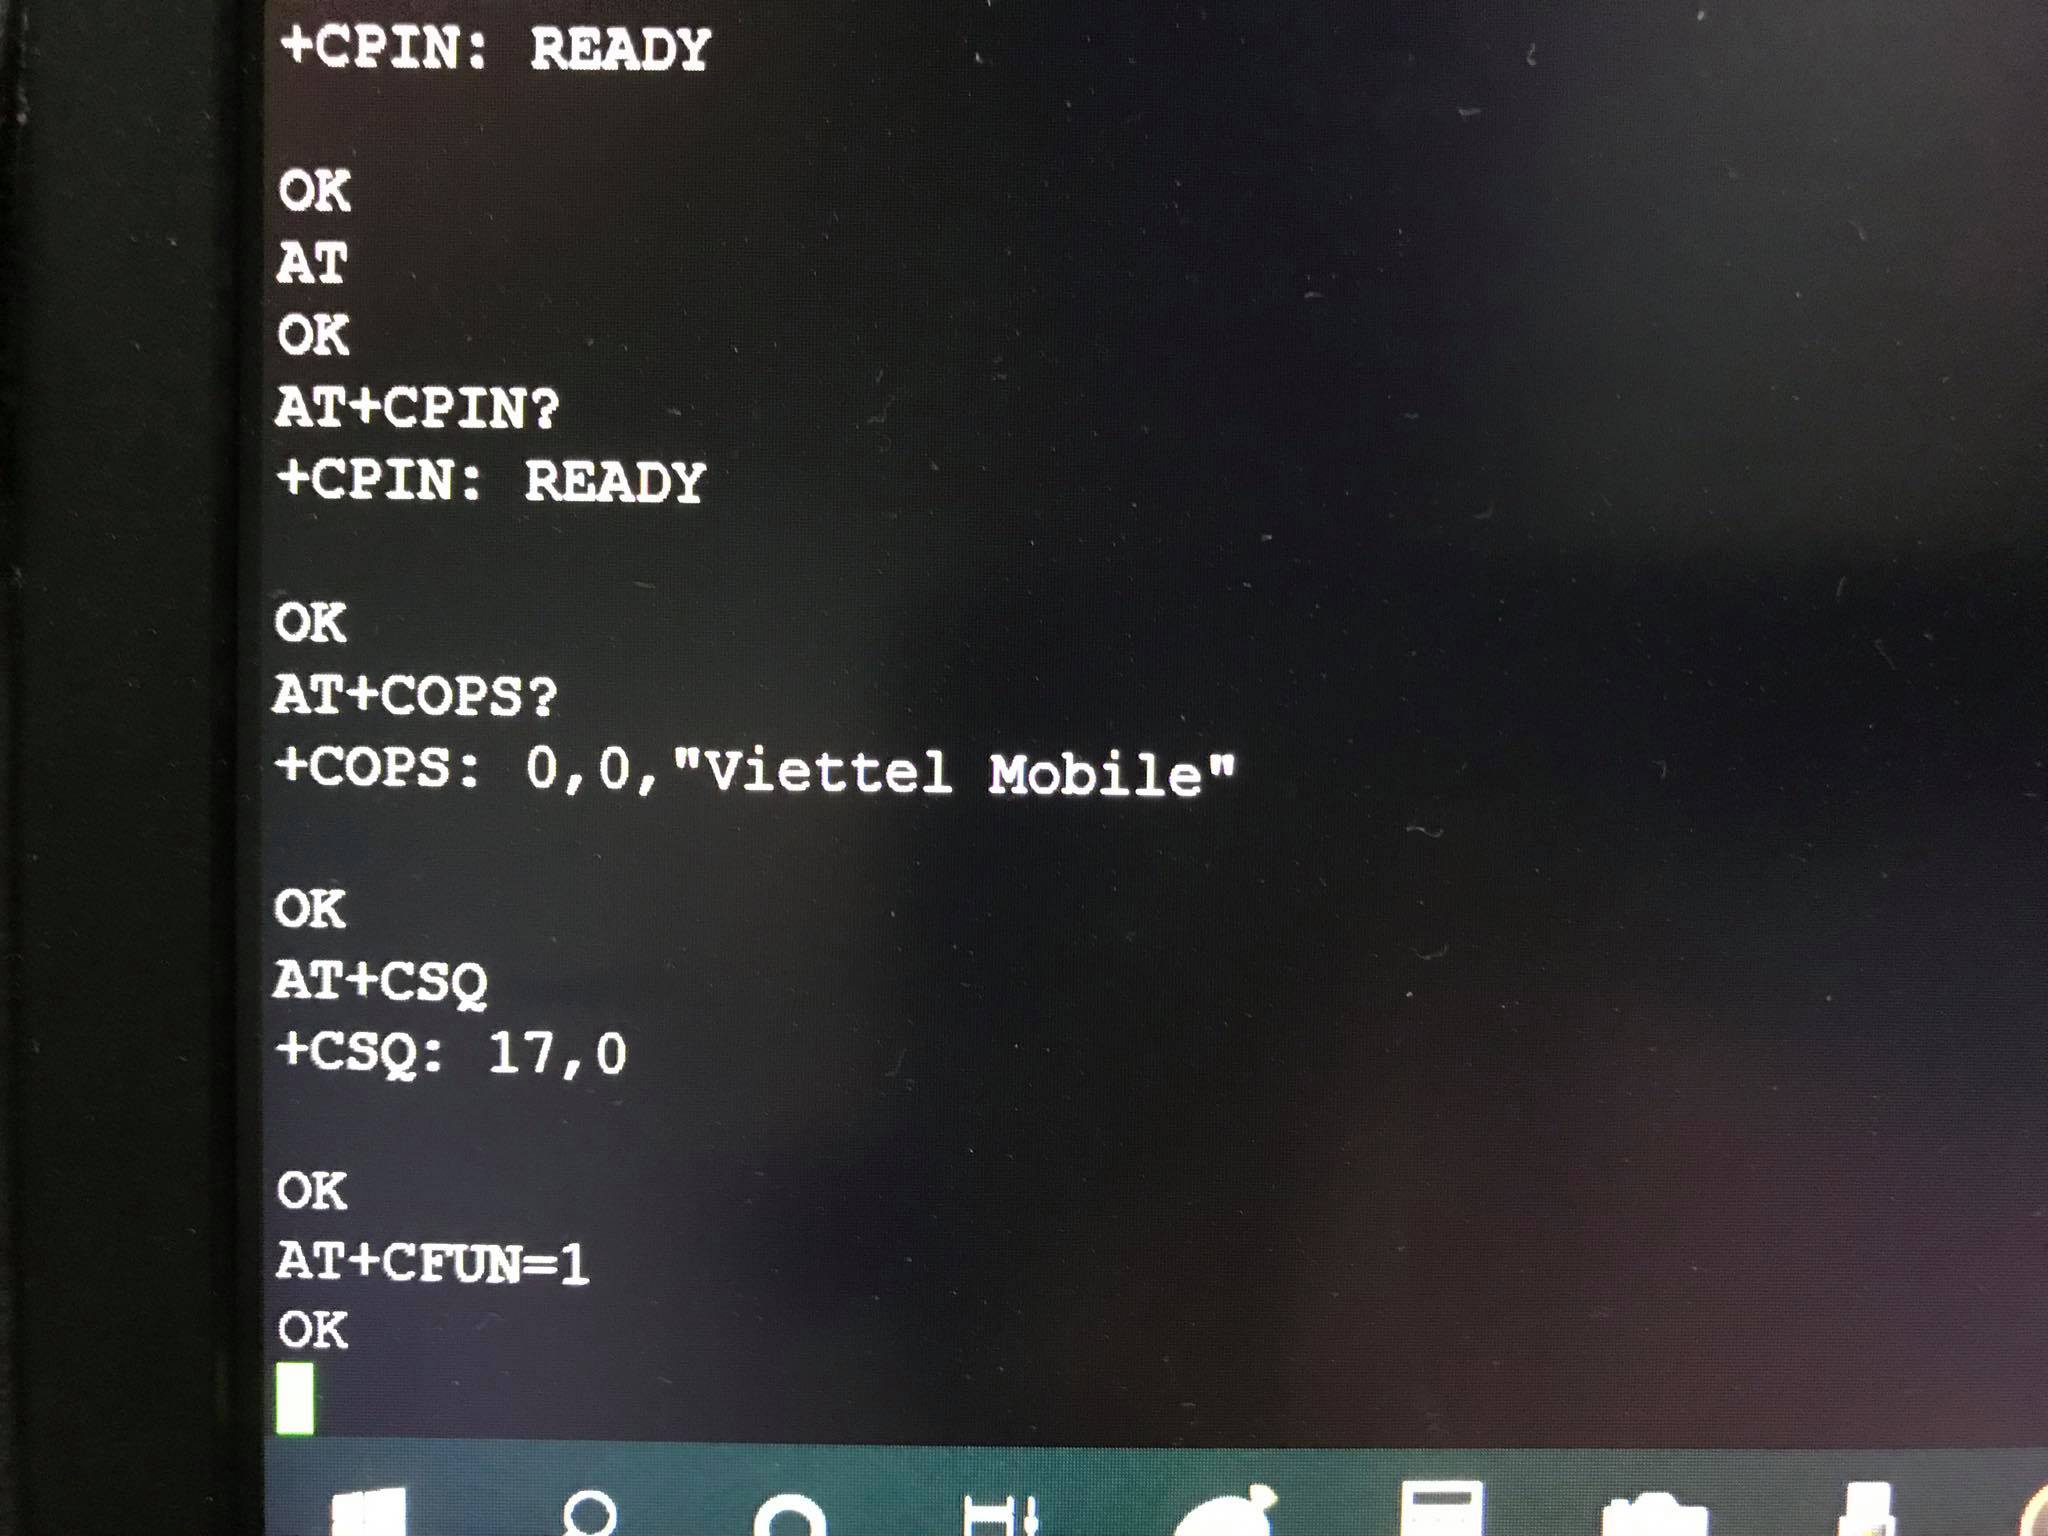 +CPIN: READY
OK
AT
OK
AT+CPIN?
+CPIN: READY
OK
AT+COPS?
+COPS: 0,0,"Viettel Mobile"
OK
AT+CSQ
+CSQ: 17,0
OK
AT+CFUN=1
OK